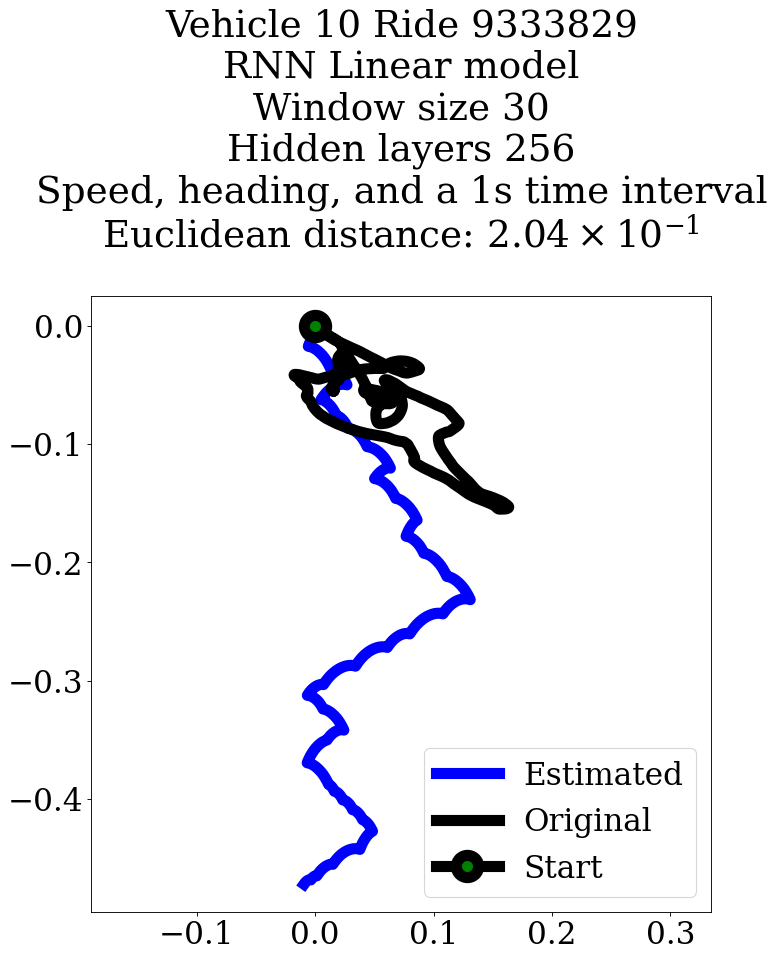 Vehicle 10 Ride 9333829
RNN Linear model
Window size 30
Hidden layers 256
Speed, heading, and a 1s time interval
Euclidean distance: 2.04 × 10⁻¹
0.0
−0.1
−0.2
−0.3
−0.4
Estimated
Original
Start
−0.1 0.0 0.1 0.2 0.3